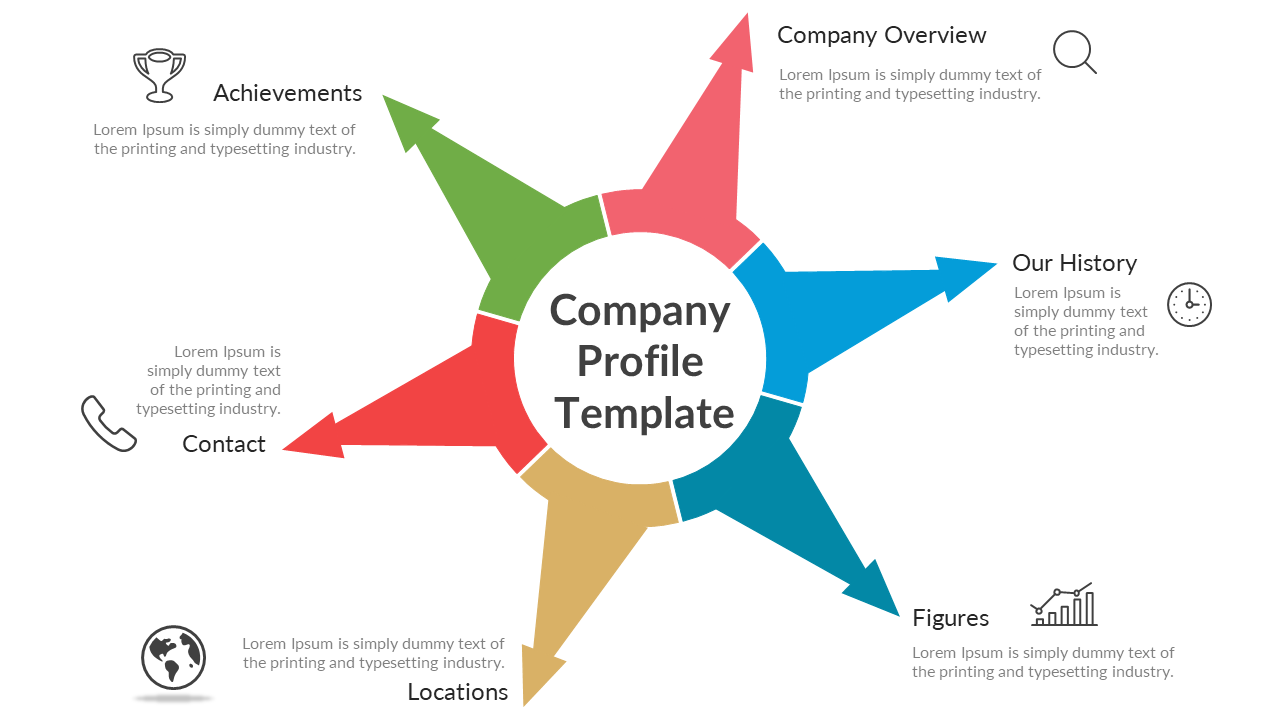 Company
Profile
Template
Company Overview
Lorem Ipsum is simply dummy text of
the printing and typesetting industry.
Our History
Lorem Ipsum is
simply dummy text
of the printing and
typesetting industry.
Figures
Lorem Ipsum is simply dummy text of
the printing and typesetting industry.
Lorem Ipsum is simply dummy text of
the printing and typesetting industry.
Locations
Lorem Ipsum is
simply dummy text
of the printing and
typesetting industry.
Contact
Achievements
Lorem Ipsum is simply dummy text of
the printing and typesetting industry.